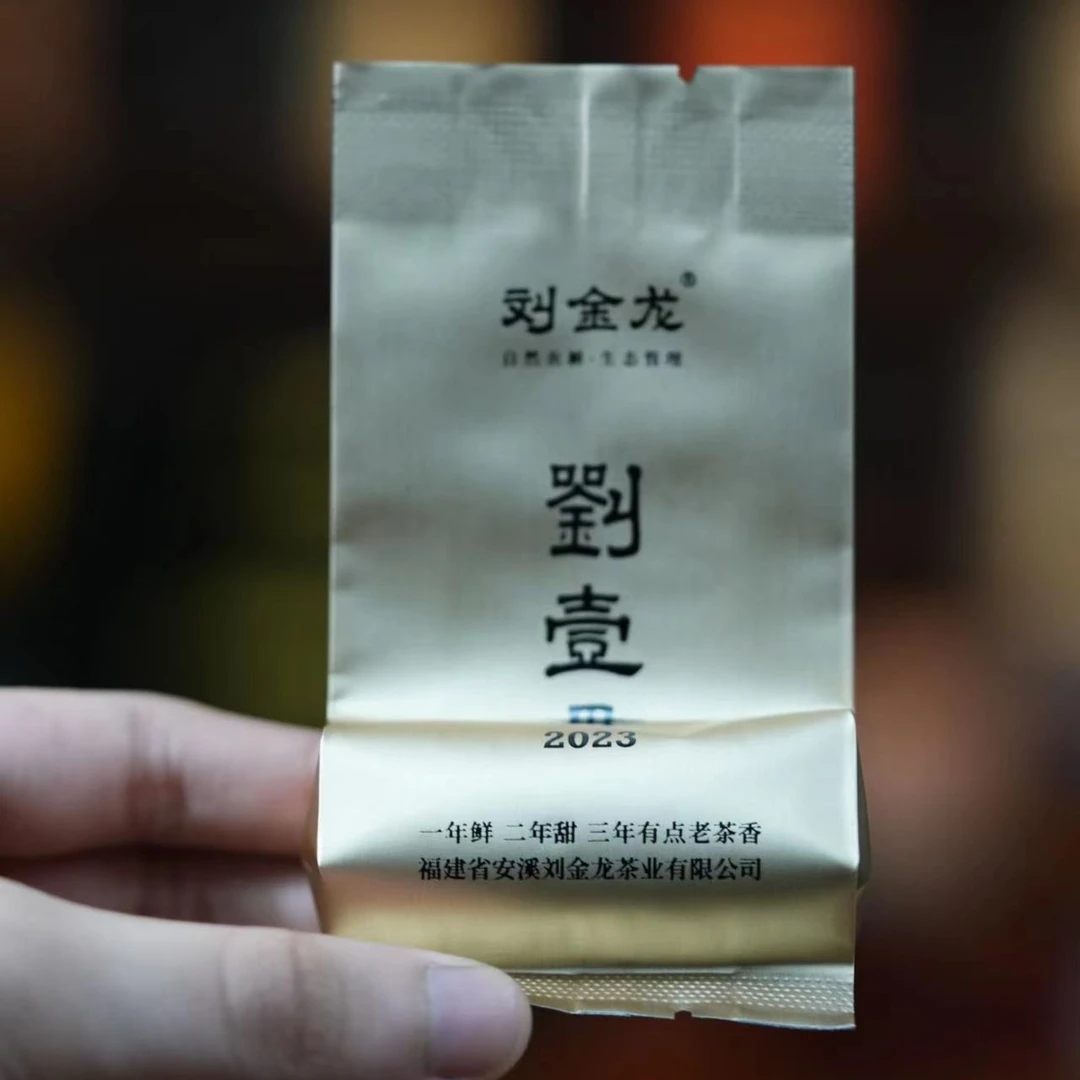 刘金龙®
自然农耕·生态管理
劉
壹
2023
一年鲜 二年甜 三年有点老茶香
福建省安溪刘金龙茶业有限公司